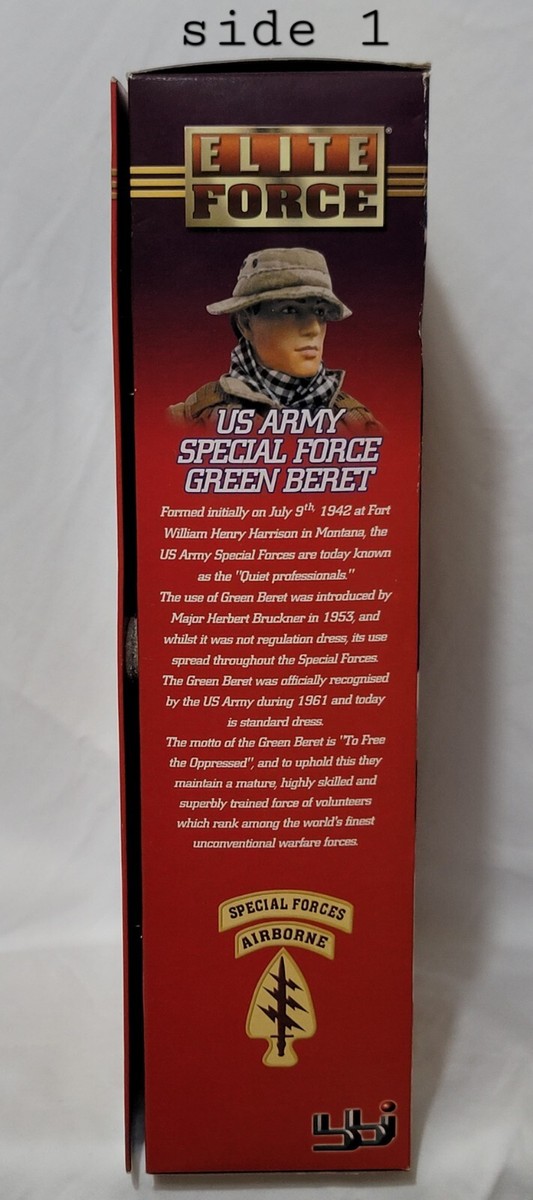 side 1
ELITE
FORCE®
US ARMY
SPECIAL FORCE
GREEN BERET
Formed initially on July 9th, 1942 at Fort
William Henry Harrison in Montana, the
US Army Special Forces are today known
as the "Quiet professionals."
The use of Green Beret was introduced by
Major Herbert Bruckner in 1953, and
whilst it was not regulation dress, its use
spread throughout the Special Forces.
The Green Beret was officially recognised
by the US Army during 1961 and today
is standard dress.
The motto of the Green Beret is "To Free
the Oppressed", and to uphold this they
maintain a mature, highly skilled and
superbly trained force of volunteers
which rank among the world's finest
unconventional warfare forces.
SPECIAL FORCES
AIRBORNE
bbi